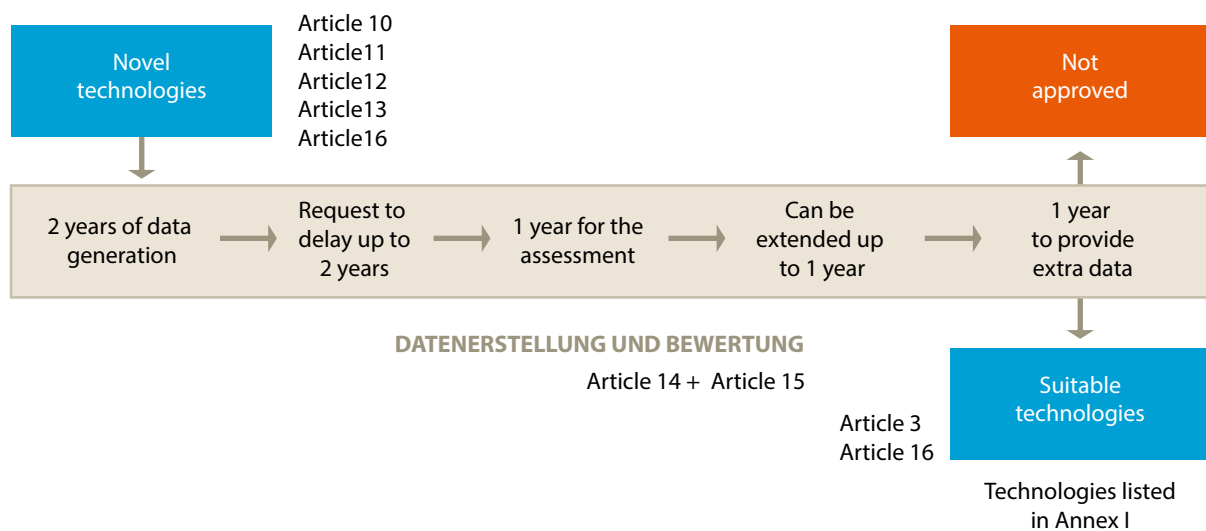 Novel
technologies
Article 10
Article11
Article12
Article13
Article16
Not
approved
2 years of data
generation
Request to
delay up to
2 years
1 year for the
assessment
Can be
extended up
to 1 year
1 year
to provide
extra data
DATENERSTELLUNG UND BEWERTUNG
Article 14 + Article 15
Article 3
Article 16
Suitable
technologies
Technologies listed
in Annex I